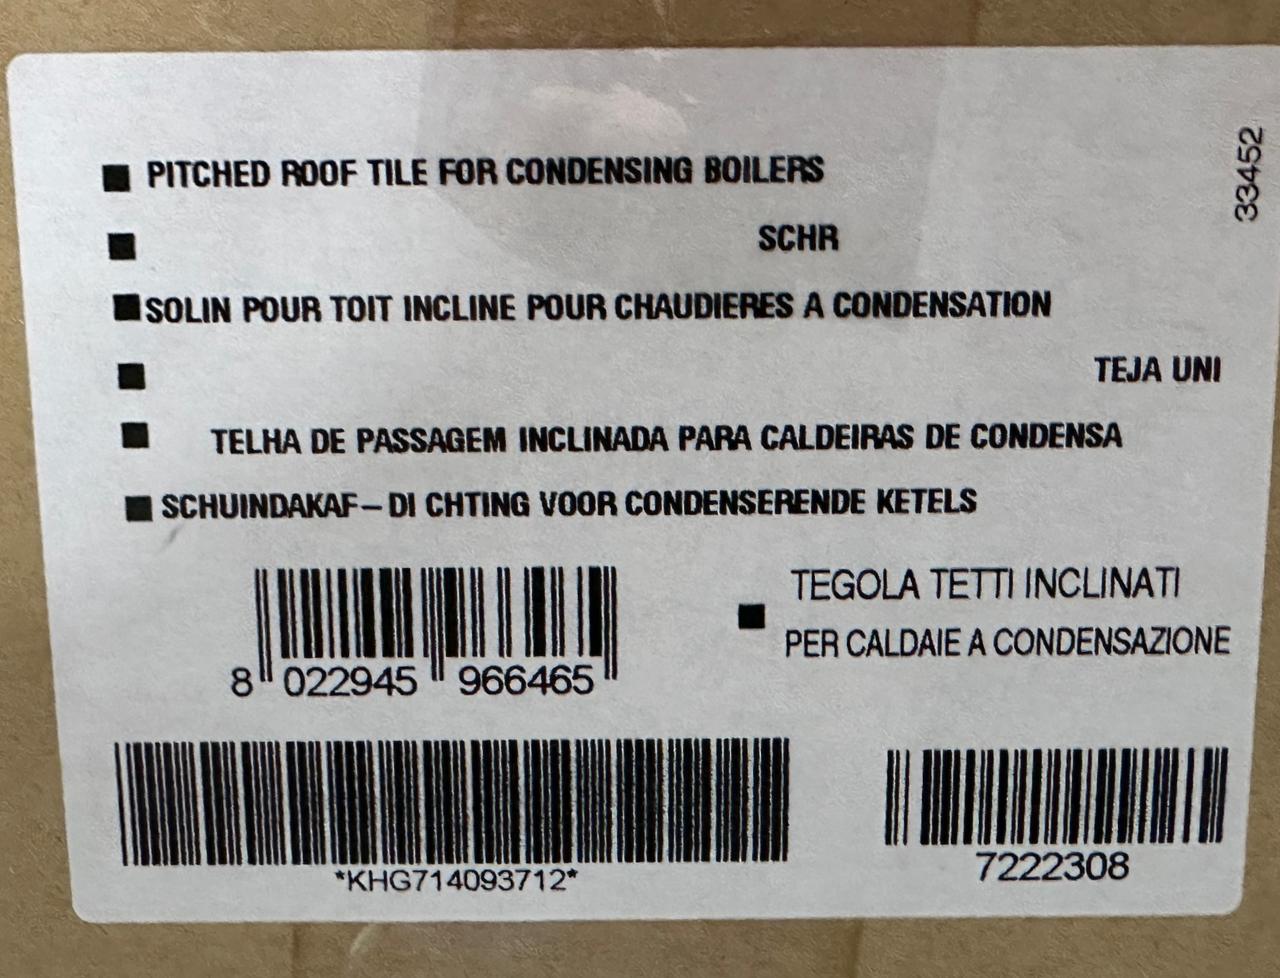 33452
■ PITCHED ROOF TILE FOR CONDENSING BOILERS
■ SCHR
■ SOLIN POUR TOIT INCLINE POUR CHAUDIERES A CONDENSATION
■ TEJA UNI
■ TELHA DE PASSAGEM INCLINADA PARA CALDEIRAS DE CONDENSA
■ SCHUINDAKAF-DI CHTING VOOR CONDENSERENDE KETELS
■ TEGOLA TETTI INCLINATI
PER CALDAIE A CONDENSAZIONE
8 022945 966465
*KHG714093712*
7222308